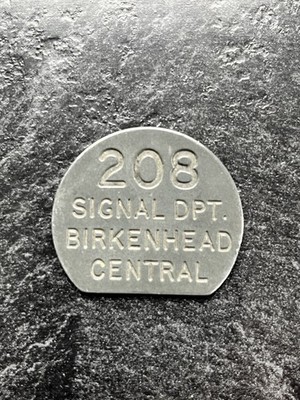 208
SIGNAL DPT.
BIRKENHEAD
CENTRAL